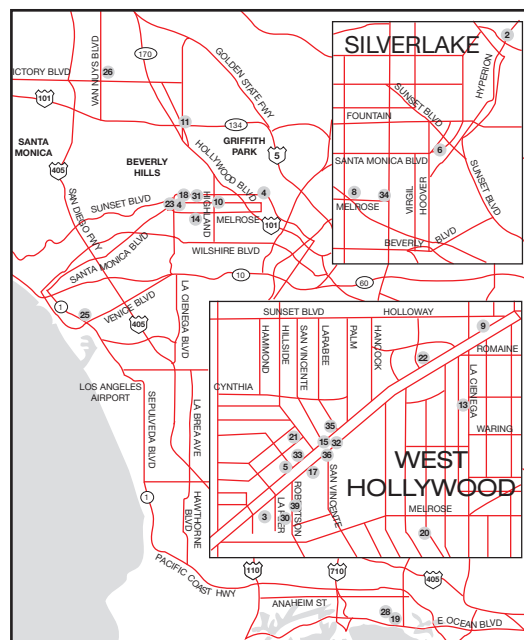 SILVERLAKE
2
HYPERION
SUNSET BLVD
FOUNTAIN
6
SANTA MONICA BLVD
SUNSET BLVD
8
34
VIRGIL
HOOVER
MELROSE
BEVERLY BLVD
170
GOLDEN STATE FWY
VAN NUYS BLVD
26
ICTORY BLVD
101
11
134
SANTA
MONICA
GRIFFITH
PARK
5
BEVERLY
HILLS
HOLLYWOOD BLVD
405
SAN DIEGO FWY
SUNSET BLVD
18
31
23
4
HIGHLAND
10
4
14
MELROSE
101
WILSHIRE BLVD
SANTA MONICA BLVD
10
60
1
25
VENICE BLVD
405
LA CIENEGA BLVD
LOS ANGELES
AIRPORT
SEPULVEDA BLVD
LA BREA AVE
HAWTHORNE
BLVD
1
SUNSET BLVD
HOLLOWAY
9
HAMMOND
HILLSIDE
SAN VINCENTE
LARABEE
PALM
HANCOCK
22
ROMAINE
CYNTHIA
LA CIENEGA
13
35
WARING
21
15
32
33
36
5
17
WEST
HOLLYWOOD
SAN VINCENTE
39
ROBERTSON
3
30
MELROSE
20
PACIFIC COAST HWY
110
710
405
ANAHEIM ST
28
19
E OCEAN BLVD